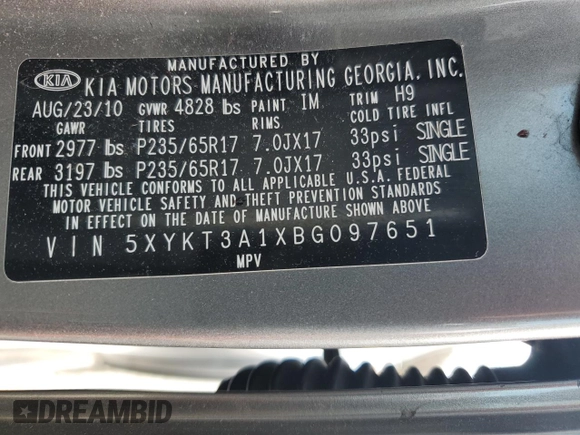 MANUFACTURED BY
KIA KIA MOTORS MANUFACTURING GEORGIA, INC.
AUG/23/10 GVWR 4828 lbs PAINT IM TRIM H9
GAWR TIRES RIMS COLD TIRE INFL
FRONT 2977 lbs P235/65R17 7.0JX17 33psi SINGLE
REAR 3197 lbs P235/65R17 7.0JX17 33psi SINGLE
THIS VEHICLE CONFORMS TO ALL APPLICABLE U.S.A. FEDERAL
MOTOR VEHICLE SAFETY, BUMPER, AND THEFT PREVENTION STANDARDS
IN EFFECT ON THE DATE OF MANUFACTURE SHOWN ABOVE
VIN 5XYKT3A1XBG097651
MPV
DREAMBID